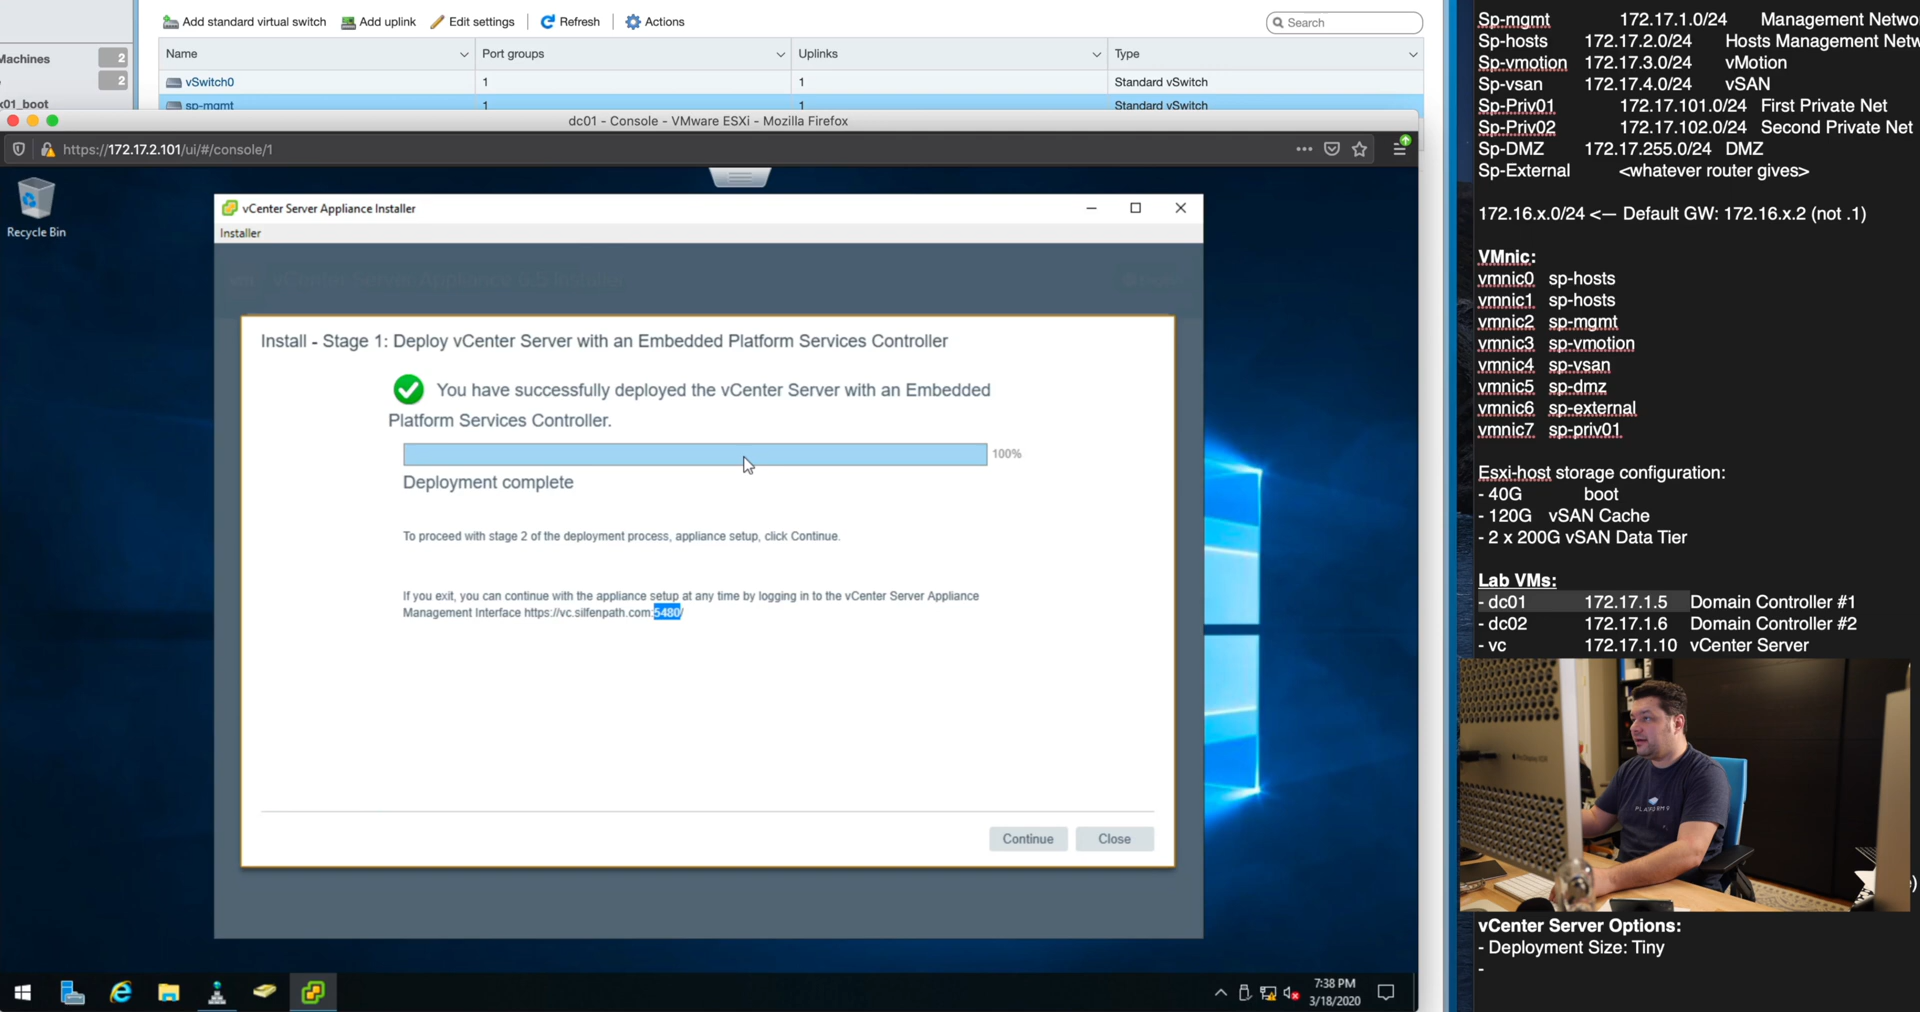 Add standard virtual switch
Add uplink
Edit settings
Refresh
Actions
Search
Name
Port groups
Uplinks
Type
vSwitch0
1
1
Standard vSwitch
sp-mgmt
1
1
Standard vSwitch
Machines
2
2
x01_boot
dc01 - Console - VMware ESXi - Mozilla Firefox
https://172.17.2.101/ui/#/console/1
Recycle Bin
vCenter Server Appliance Installer
Installer
Install - Stage 1: Deploy vCenter Server with an Embedded Platform Services Controller
You have successfully deployed the vCenter Server with an Embedded
Platform Services Controller.
100%
Deployment complete
To proceed with stage 2 of the deployment process, appliance setup, click Continue.
If you exit, you can continue with the appliance setup at any time by logging in to the vCenter Server Appliance
Management Interface https://vc.silfenpath.com:5480/
Continue
Close
7:38 PM
3/18/2020
Sp-mgmt 172.17.1.0/24 Management Netwo
Sp-hosts 172.17.2.0/24 Hosts Management Netw
Sp-vmotion 172.17.3.0/24 vMotion
Sp-vsan 172.17.4.0/24 vSAN
Sp-Priv01 172.17.101.0/24 First Private Net
Sp-Priv02 172.17.102.0/24 Second Private Net
Sp-DMZ 172.17.255.0/24 DMZ
Sp-External <whatever router gives>
172.16.x.0/24 <— Default GW: 172.16.x.2 (not .1)
VMnic:
vmnic0 sp-hosts
vmnic1 sp-hosts
vmnic2 sp-mgmt
vmnic3 sp-vmotion
vmnic4 sp-vsan
vmnic5 sp-dmz
vmnic6 sp-external
vmnic7 sp-priv01
Esxi-host storage configuration:
- 40G boot
- 120G vSAN Cache
- 2 x 200G vSAN Data Tier
Lab VMs:
- dc01 172.17.1.5 Domain Controller #1
- dc02 172.17.1.6 Domain Controller #2
- vc 172.17.1.10 vCenter Server
vCenter Server Options:
- Deployment Size: Tiny
-